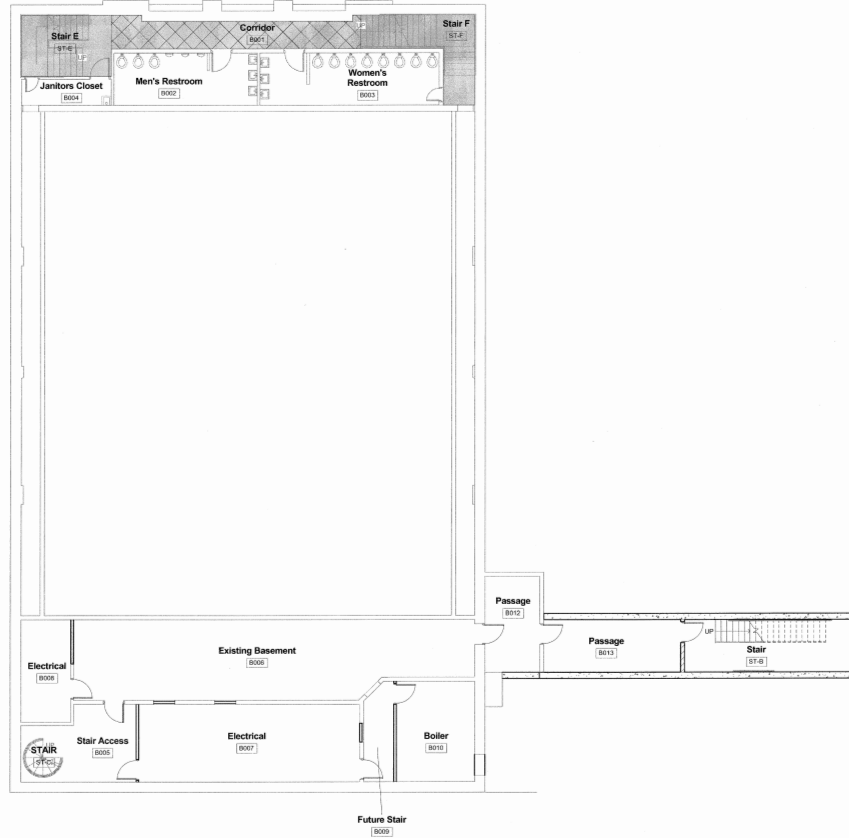 Stair E
ST-E
UP
Corridor
B001
UP
Stair F
ST-F
Janitors Closet
B004
Men's Restroom
B002
Women's
Restroom
B003
Passage
B012
Passage
B013
UP
Stair
ST-B
Existing Basement
B006
Electrical
B008
Stair Access
B005
UP
STAIR
ST-C
Electrical
B007
Boiler
B010
Future Stair
B009